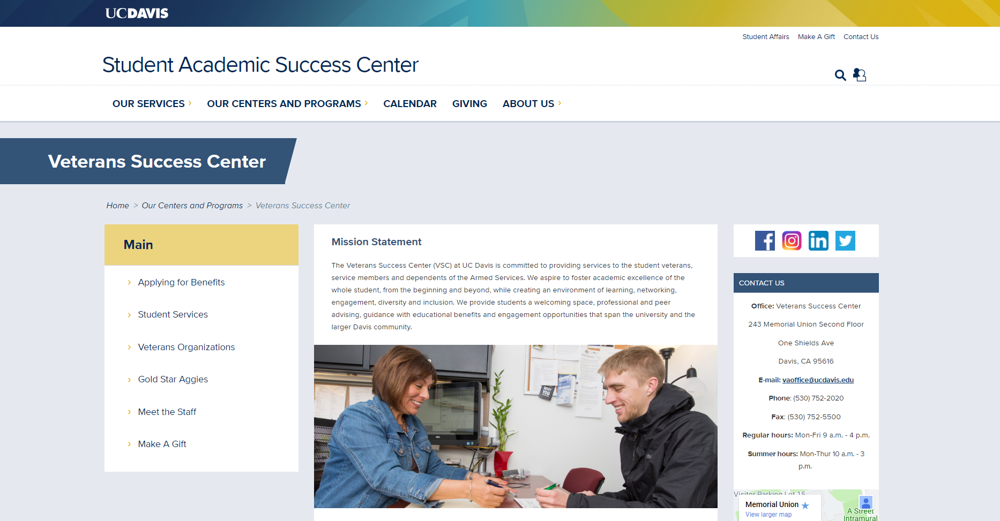 UCDAVIS
Student Affairs Make A Gift Contact Us
Student Academic Success Center
OUR SERVICES OUR CENTERS AND PROGRAMS CALENDAR GIVING ABOUT US
Veterans Success Center
Home > Our Centers and Programs > Veterans Success Center
Main
Applying for Benefits
Student Services
Veterans Organizations
Gold Star Aggies
Meet the Staff
Make A Gift
Mission Statement
The Veterans Success Center (VSC) at UC Davis is committed to providing services to the student veterans,
service members and dependents of the Armed Services. We aspire to foster academic excellence of the
whole student, from the beginning and beyond, while creating an environment of learning, networking,
engagement, diversity and inclusion. We provide students a welcoming space, professional and peer
advising, guidance with educational benefits and engagement opportunities that span the university and the
larger Davis community.
WHY
YOU
CONTACT US
Office: Veterans Success Center
243 Memorial Union Second Floor
One Shields Ave
Davis, CA 95616
E-mail: vaoffice@ucdavis.edu
Phone: (530) 752-2020
Fax: (530) 752-5500
Regular hours: Mon-Fri 9 a.m. - 4 p.m.
Summer hours: Mon-Thur 10 a.m. - 3
p.m.
Visitor Parking Lot 15
Memorial Union
View larger map
A Street
Intramural